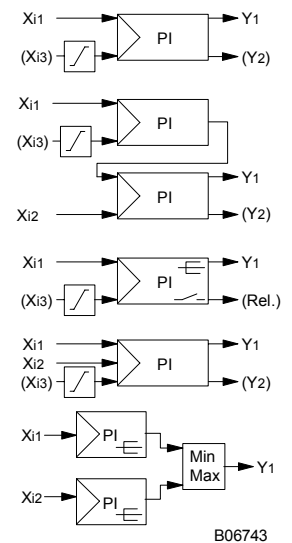 Xi1 PI Y1
(Xi3) (Y2)
Xi1 PI
(Xi3)
PI Y1
Xi2 (Y2)
Xi1 PI Y1
(Xi3) (Rel.)
Xi1 PI Y1
Xi2
(Xi3) (Y2)
Xi1 PI
Min
Max Y1
Xi2 PI
B06743